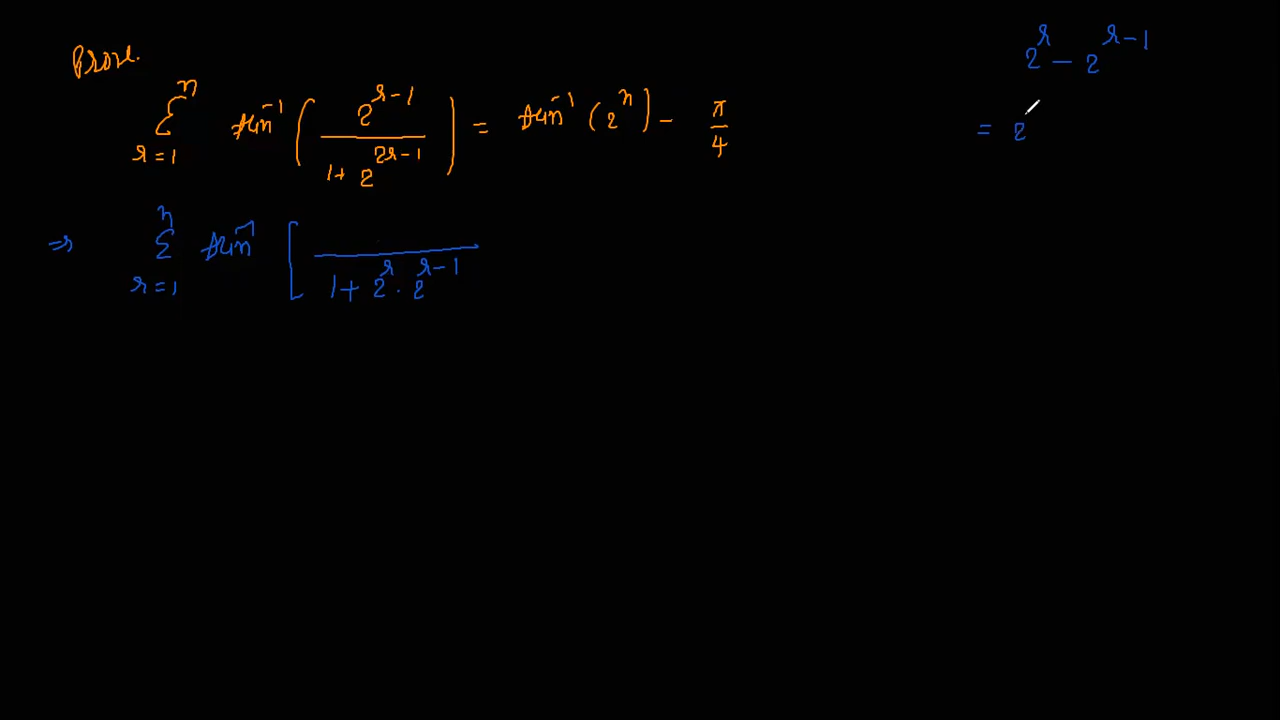 Prove.
2^r − 2^(r−1)
∑_(r=1)^n tan⁻¹ ( 2^(r−1) / (1 + 2^(2r−1)) ) = tan⁻¹ (2^n) − π/4
= 2
⇒ ∑_(r=1)^n tan⁻¹ [ / (1 + 2^r · 2^(r−1))